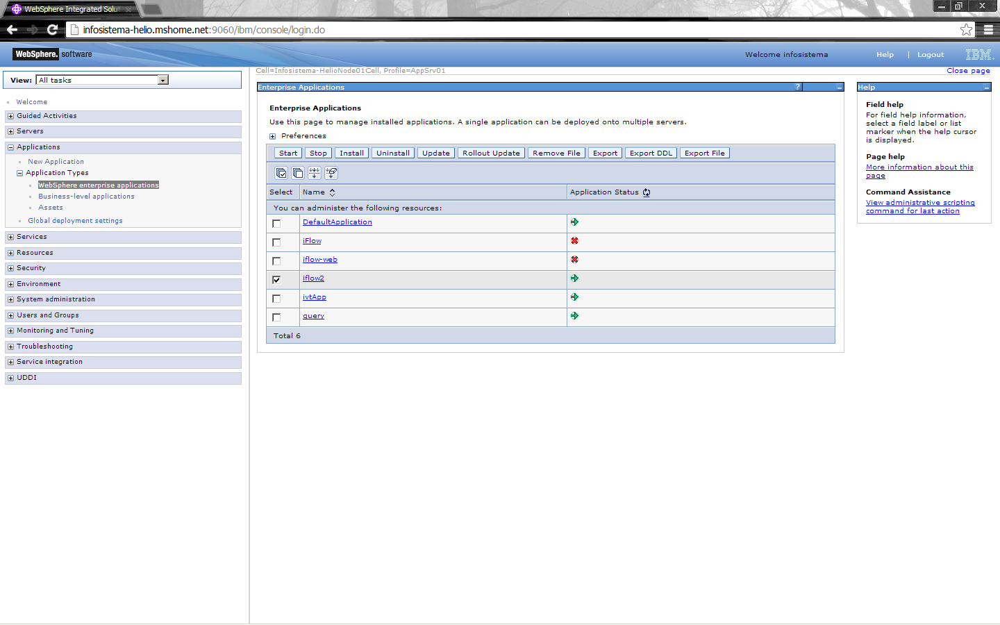 WebSphere Integrated Solut
infosistema-helio.mshome.net:9060/ibm/console/login.do
WebSphere. software
Welcome infosistema
Help | Logout
IBM.
View: All tasks
Cell=Infosistema-HelioNode01Cell, Profile=AppSrv01
Close page
Welcome
Guided Activities
Servers
Applications
New Application
Application Types
WebSphere enterprise applications
Business-level applications
Assets
Global deployment settings
Services
Resources
Security
Environment
System administration
Users and Groups
Monitoring and Tuning
Troubleshooting
Service integration
UDDI
Enterprise Applications
?
Enterprise Applications
Use this page to manage installed applications. A single application can be deployed onto multiple servers.
Preferences
Start Stop Install Uninstall Update Rollout Update Remove File Export Export DDL Export File
Select Name Application Status
You can administer the following resources:
DefaultApplication
iFlow
iflow-web
iflow2
ivtApp
query
Total 6
Help
Field help
For field help information,
select a field label or list
marker when the help cursor
is displayed.
Page help
More information about this
page
Command Assistance
View administrative scripting
command for last action